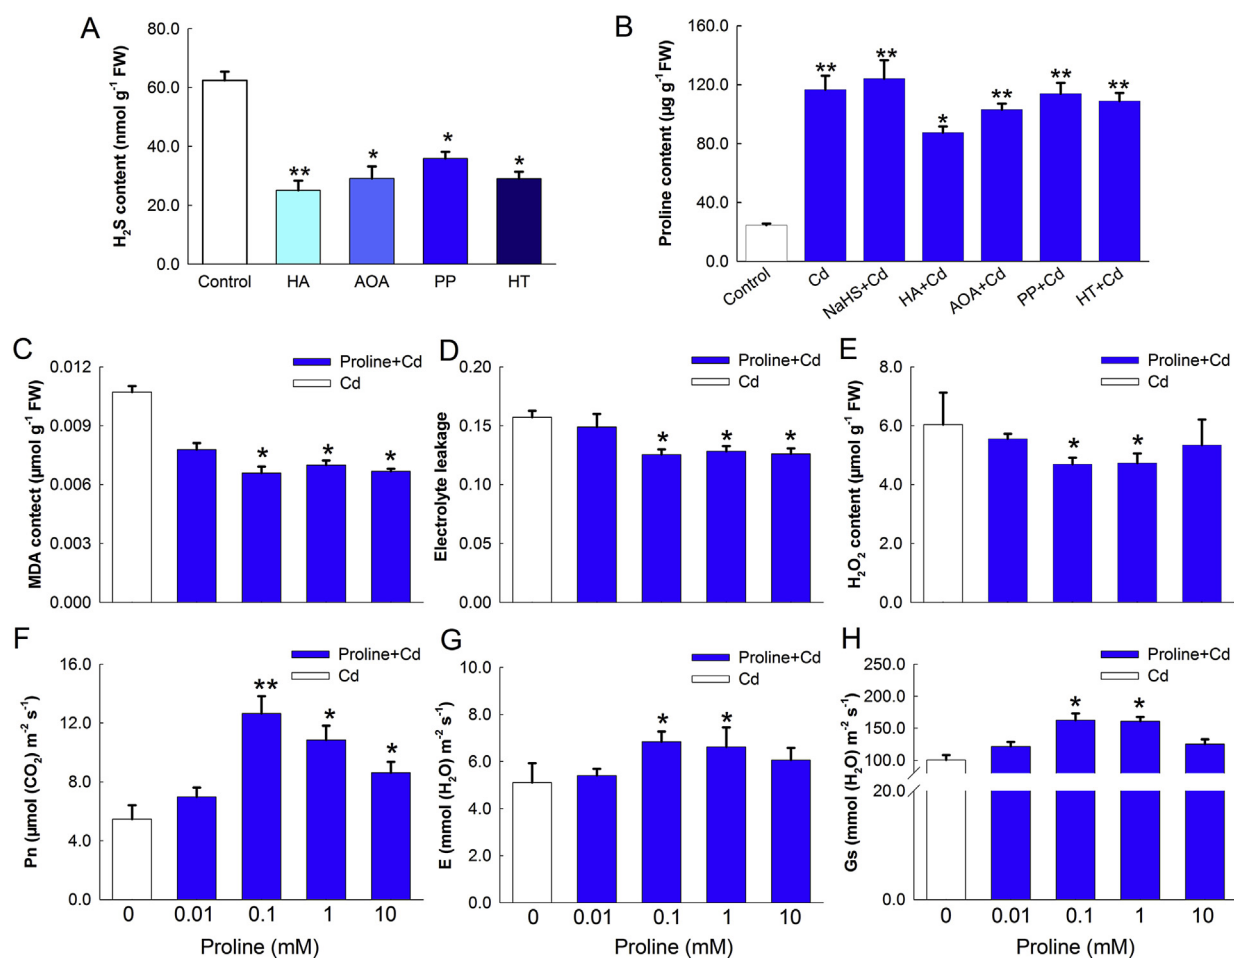 A
H₂S content (nmol g⁻¹ FW)
80.0
60.0
40.0
20.0
0.0
**
*
*
*
Control HA AOA PP HT
B
Proline content (µg g⁻¹FW)
160.0
120.0
80.0
40.0
0.0
**
**
*
**
**
**
Control Cd NaHS+Cd HA+Cd AOA+Cd PP+Cd HT+Cd
C
MDA contect (µmol g⁻¹ FW)
0.012
0.009
0.006
0.003
0.000
Proline+Cd
Cd
*
*
*
D
Electrolyte leakage
0.20
0.15
0.10
0.05
0.00
Proline+Cd
Cd
*
*
*
E
H₂O₂ content (µmol g⁻¹ FW)
8.0
6.0
4.0
2.0
0.0
Proline+Cd
Cd
*
*
F
Pn (µmol (CO₂) m⁻² s⁻¹)
16.0
12.0
8.0
4.0
0.0
Proline+Cd
Cd
**
*
*
0 0.01 0.1 1 10
Proline (mM)
G
E (mmol (H₂O) m⁻² s⁻¹)
10.0
8.0
6.0
4.0
2.0
0.0
Proline+Cd
Cd
*
*
0 0.01 0.1 1 10
Proline (mM)
H
Gs (mmol (H₂O) m⁻² s⁻¹)
250.0
200.0
150.0
100.0
20.0
0.0
Proline+Cd
Cd
*
*
0 0.01 0.1 1 10
Proline (mM)